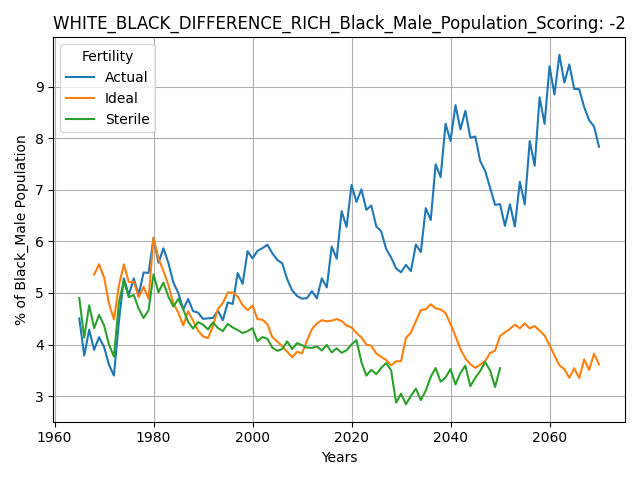 WHITE_BLACK_DIFFERENCE_RICH_Black_Male_Population_Scoring: -2
Fertility
Actual
Ideal
Sterile
% of Black_Male Population
9
8
7
6
5
4
3
1960
1980
2000
2020
2040
2060
Years